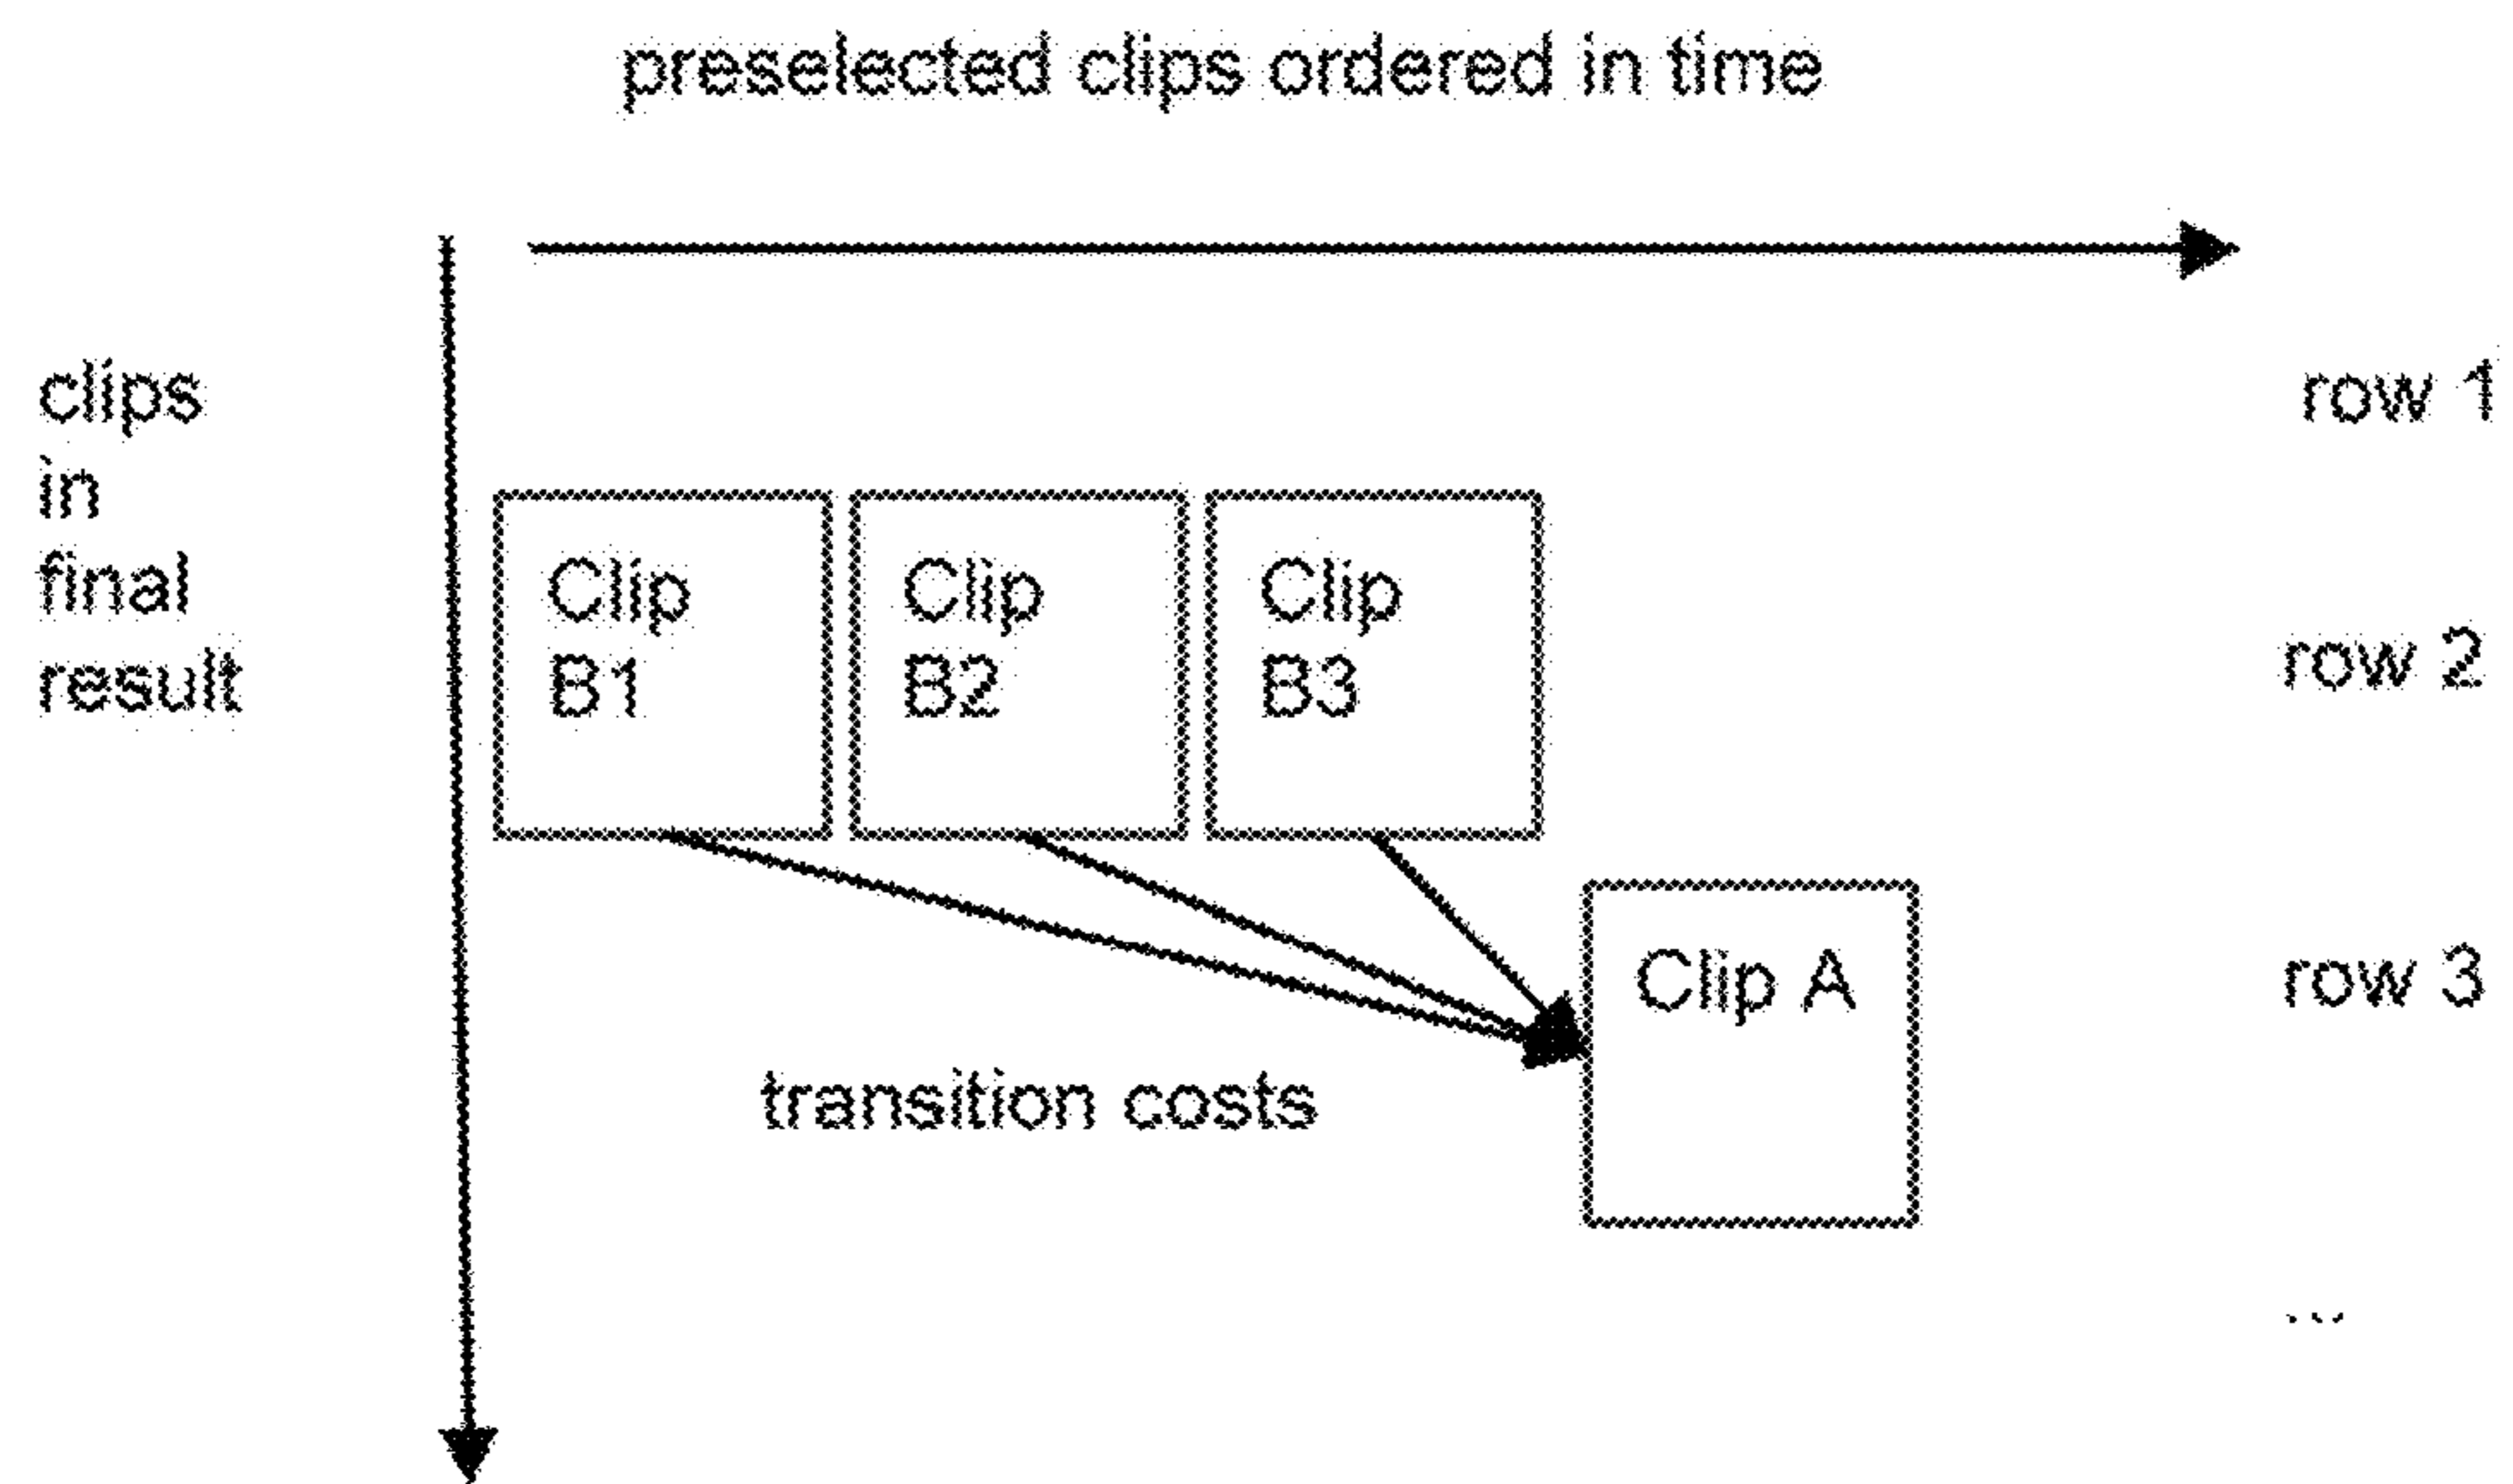 preselected clips ordered in time
clips
in
final
result
row 1
Clip
B1
Clip
B2
Clip
B3
row 2
Clip A
row 3
transition costs
...